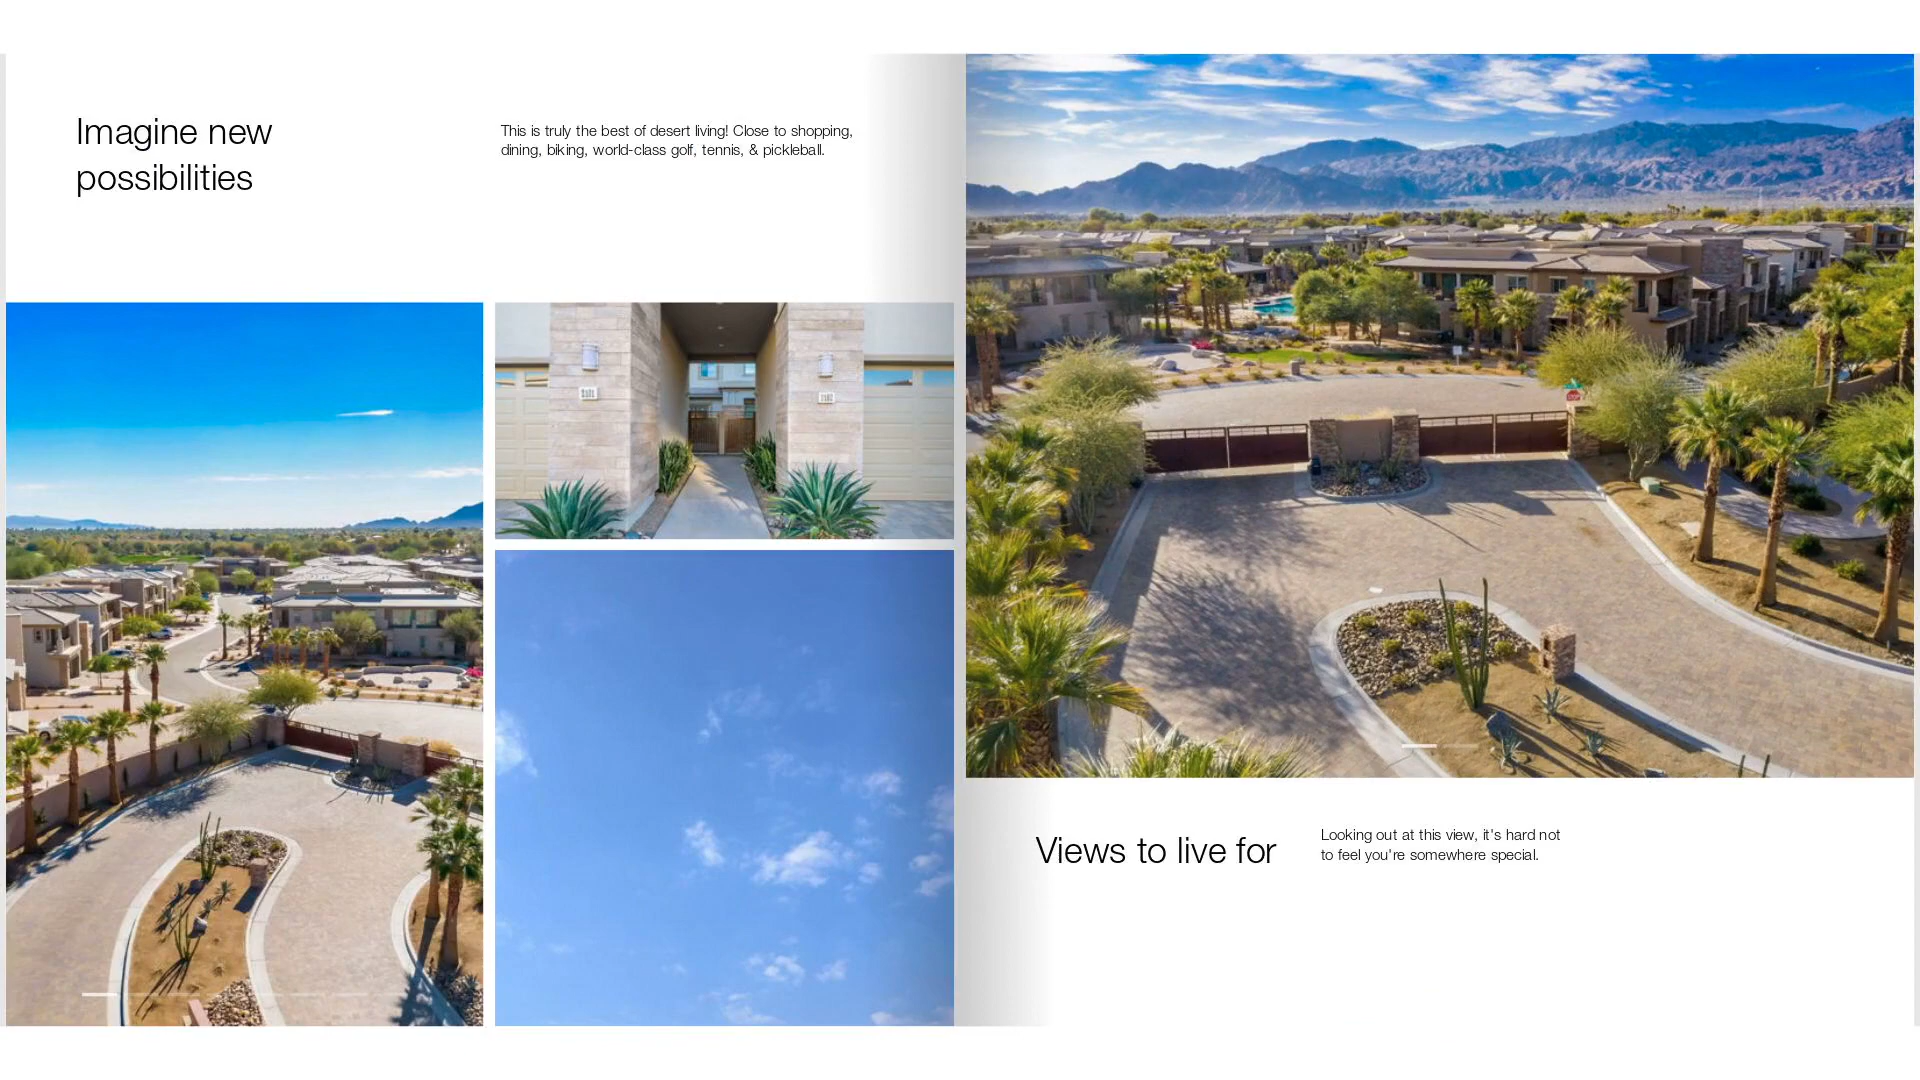 Imagine new
possibilities
This is truly the best of desert living! Close to shopping,
dining, biking, world-class golf, tennis, & pickleball.
STOP
Views to live for
Looking out at this view, it's hard not
to feel you're somewhere special.